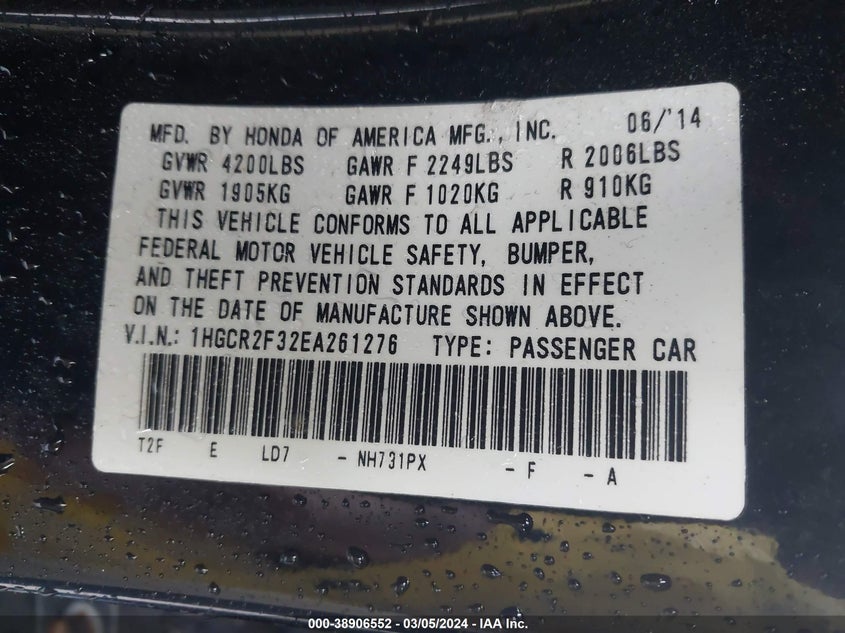 MFD. BY HONDA OF AMERICA MFG., INC. 06/'14
GVWR 4200LBS GAWR F 2249LBS R 2006LBS
GVWR 1905KG GAWR F 1020KG R 910KG
THIS VEHICLE CONFORMS TO ALL APPLICABLE
FEDERAL MOTOR VEHICLE SAFETY, BUMPER,
AND THEFT PREVENTION STANDARDS IN EFFECT
ON THE DATE OF MANUFACTURE SHOWN ABOVE.
V.I.N.: 1HGCR2F32EA261276 TYPE: PASSENGER CAR
T2F E LD7 - NH731PX - F - A
000-38906552 — 03/05/2024 — IAA Inc.